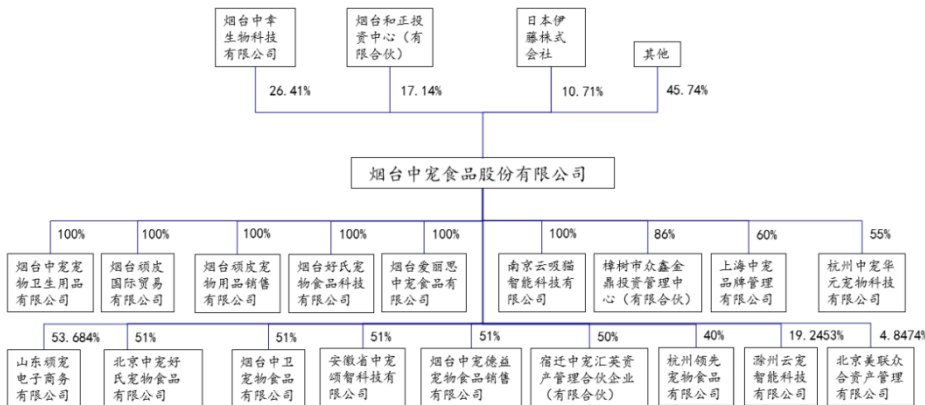 烟台中幸
生物科技
有限公司
烟台和正投
资中心（有
限合伙）
日本伊
藤株式
会社
其他
26.41%
17.14%
10.71%
45.74%
烟台中宠食品股份有限公司
100%
100%
100%
100%
100%
100%
86%
60%
55%
烟台中宠宠
物卫生用品
有限公司
烟台顽皮
国际贸易
有限公司
烟台顽皮宠
物用品销售
有限公司
烟台好氏宠
物食品科技
有限公司
烟台爱丽思
中宠食品有
限公司
南京云吸猫
智能科技有
限公司
樟树市众鑫金
鼎投资管理中
心（有限合伙）
上海中宠
品牌管理
有限公司
杭州中宠华
元宠物科技
有限公司
53.684%
51%
51%
51%
51%
50%
40%
19.2453%
4.8474%
山东顽宠
电子商务
有限公司
北京中宠好
氏宠物食品
有限公司
烟台中卫
宠物食品
有限公司
安徽省中宠
颂智科技有
限公司
烟台中宠德益
宠物食品销售
有限公司
宿迁中宠汇英资
产管理合伙企业
（有限合伙）
杭州领先
宠物食品
有限公司
滁州云宠
智能科技
有限公司
北京美联众
合资产管理
有限公司